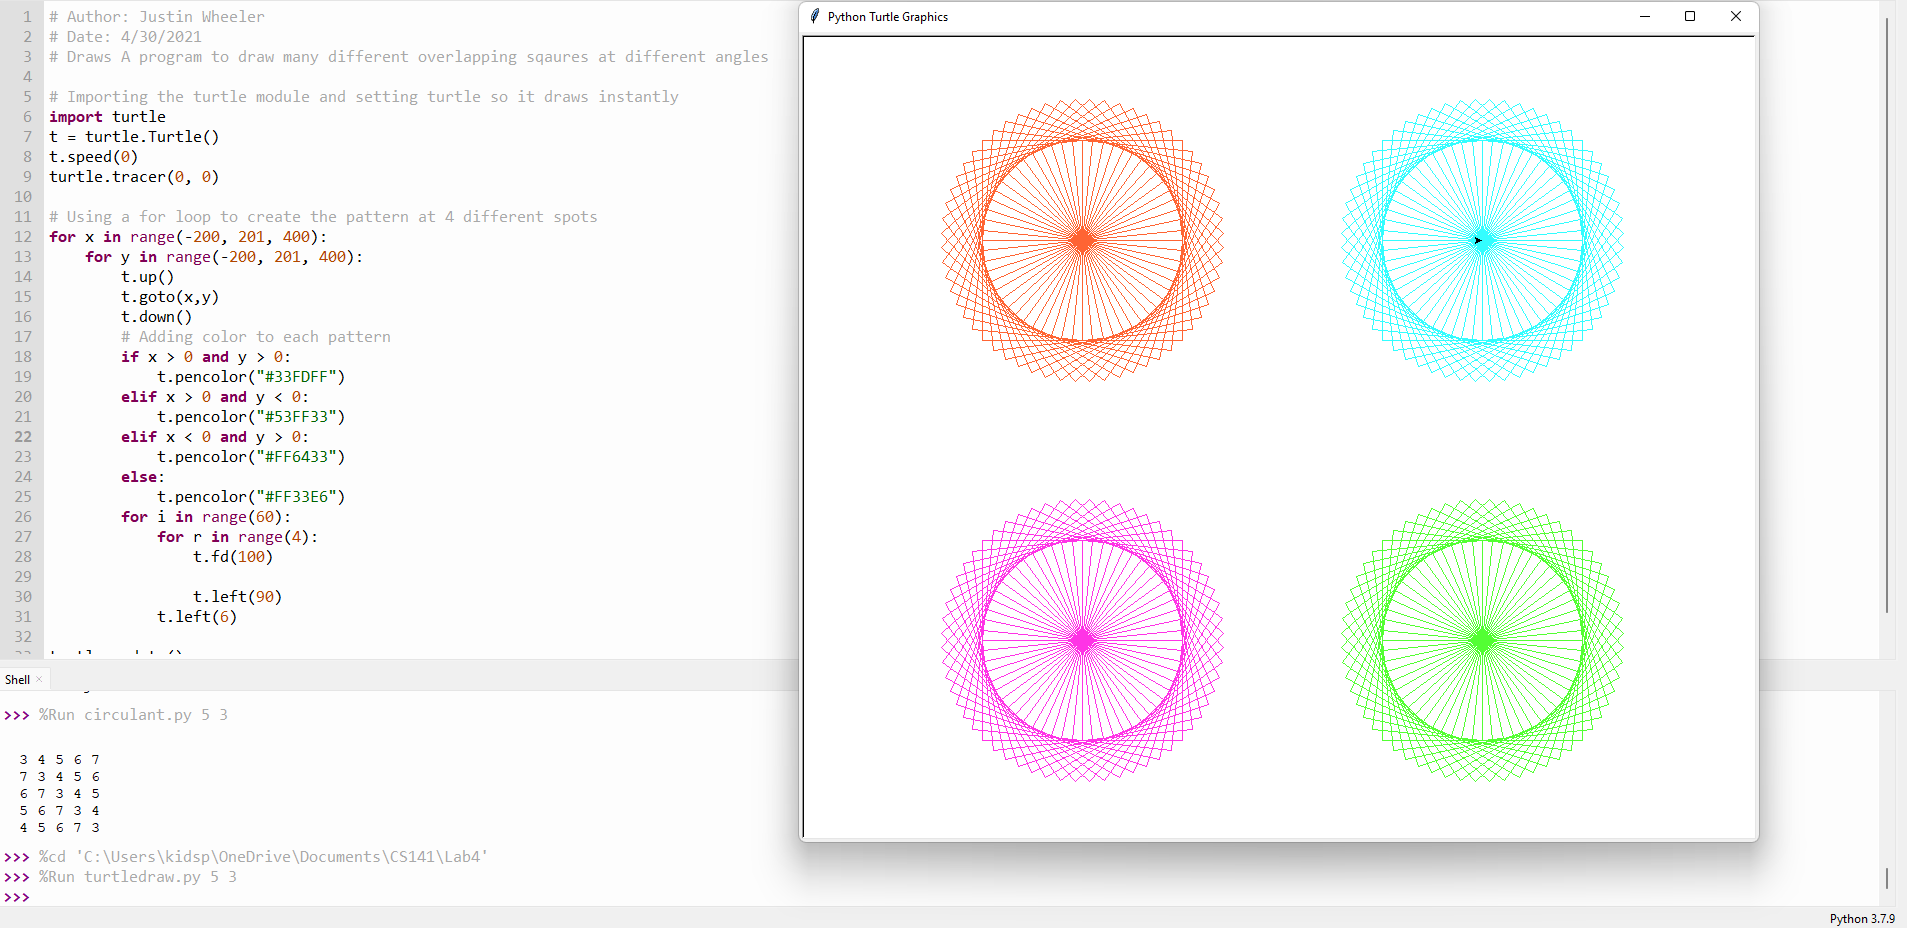 1 # Author: Justin Wheeler
2 # Date: 4/30/2021
3 # Draws A program to draw many different overlapping sqaures at different angles
4
5 # Importing the turtle module and setting turtle so it draws instantly
6 import turtle
7 t = turtle.Turtle()
8 t.speed(0)
9 turtle.tracer(0, 0)
10
11 # Using a for loop to create the pattern at 4 different spots
12 for x in range(-200, 201, 400):
13     for y in range(-200, 201, 400):
14         t.up()
15         t.goto(x,y)
16         t.down()
17         # Adding color to each pattern
18         if x > 0 and y > 0:
19             t.pencolor("#33FDFF")
20         elif x > 0 and y < 0:
21             t.pencolor("#53FF33")
22         elif x < 0 and y > 0:
23             t.pencolor("#FF6433")
24         else:
25             t.pencolor("#FF33E6")
26         for i in range(60):
27             for r in range(4):
28                 t.fd(100)
29
30                 t.left(90)
31             t.left(6)
32
Python Turtle Graphics
Shell ×
>>> %Run circulant.py 5 3
3 4 5 6 7
7 3 4 5 6
6 7 3 4 5
5 6 7 3 4
4 5 6 7 3
>>> %cd 'C:\Users\kidsp\OneDrive\Documents\CS141\Lab4'
>>> %Run turtledraw.py 5 3
>>>
Python 3.7.9